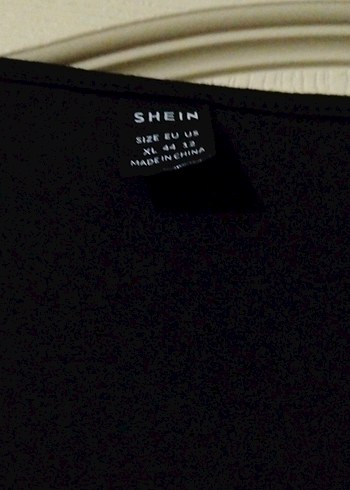 SHEIN
SIZE EU US
XL 44 12
MADE IN CHINA